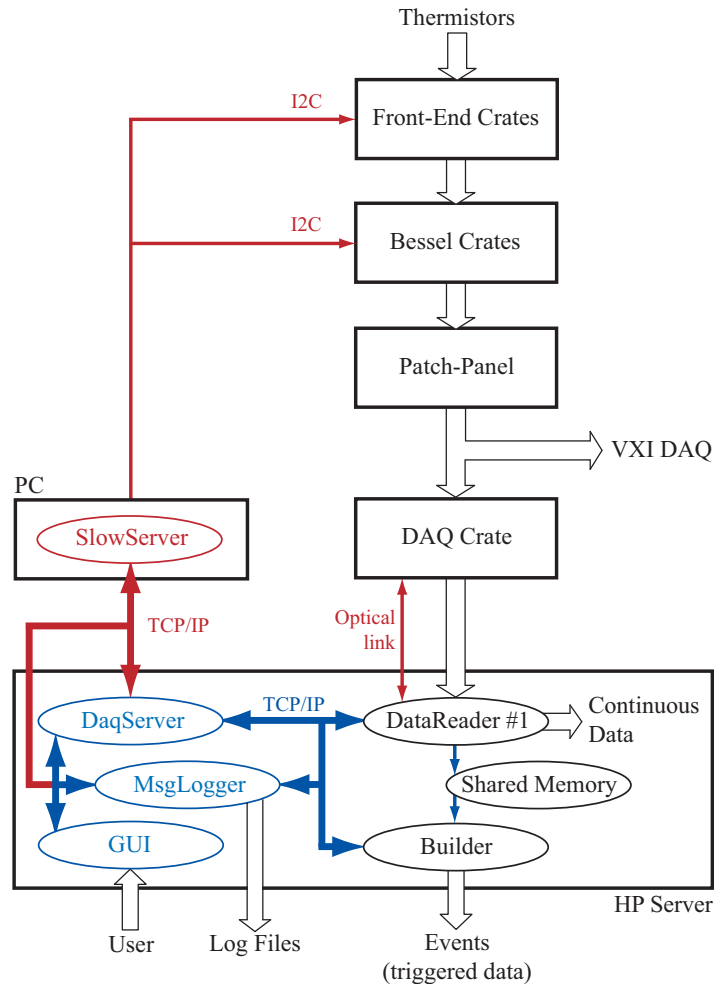 Thermistors
I2C
Front-End Crates
I2C
Bessel Crates
Patch-Panel
VXI DAQ
PC
SlowServer
DAQ Crate
TCP/IP
Optical
link
TCP/IP
DaqServer
DataReader #1
Continuous
Data
MsgLogger
Shared Memory
GUI
Builder
HP Server
User
Log Files
Events
(triggered data)